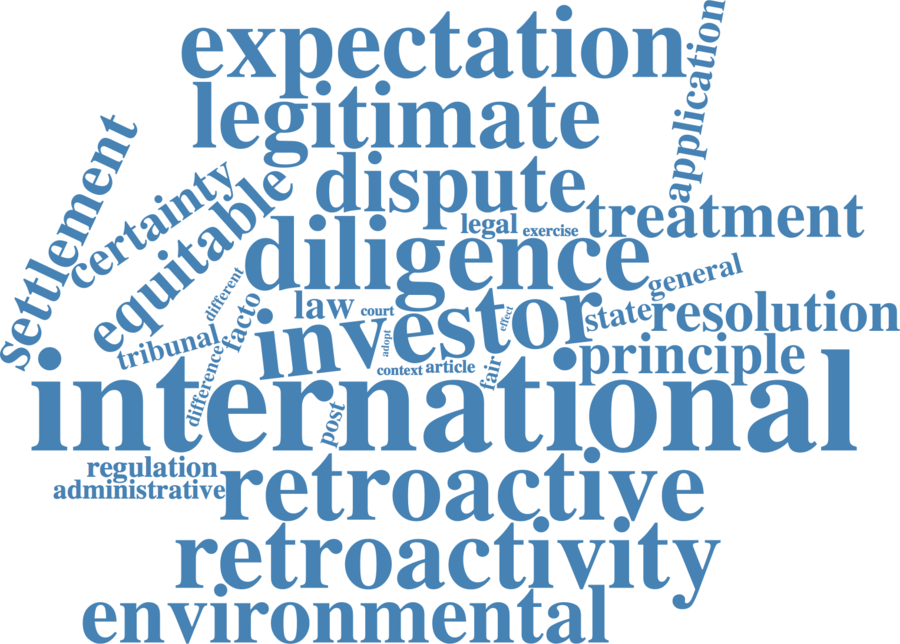 expectation
application
legitimate
settlement
certainty
equitable
dispute
legal
exercise
treatment
diligence
general
different
facto
law
court
investor
effect
state
resolution
tribunal
adopt
difference
context
article
fair
principle
international
post
regulation
administrative
retroactive
retroactivity
environmental